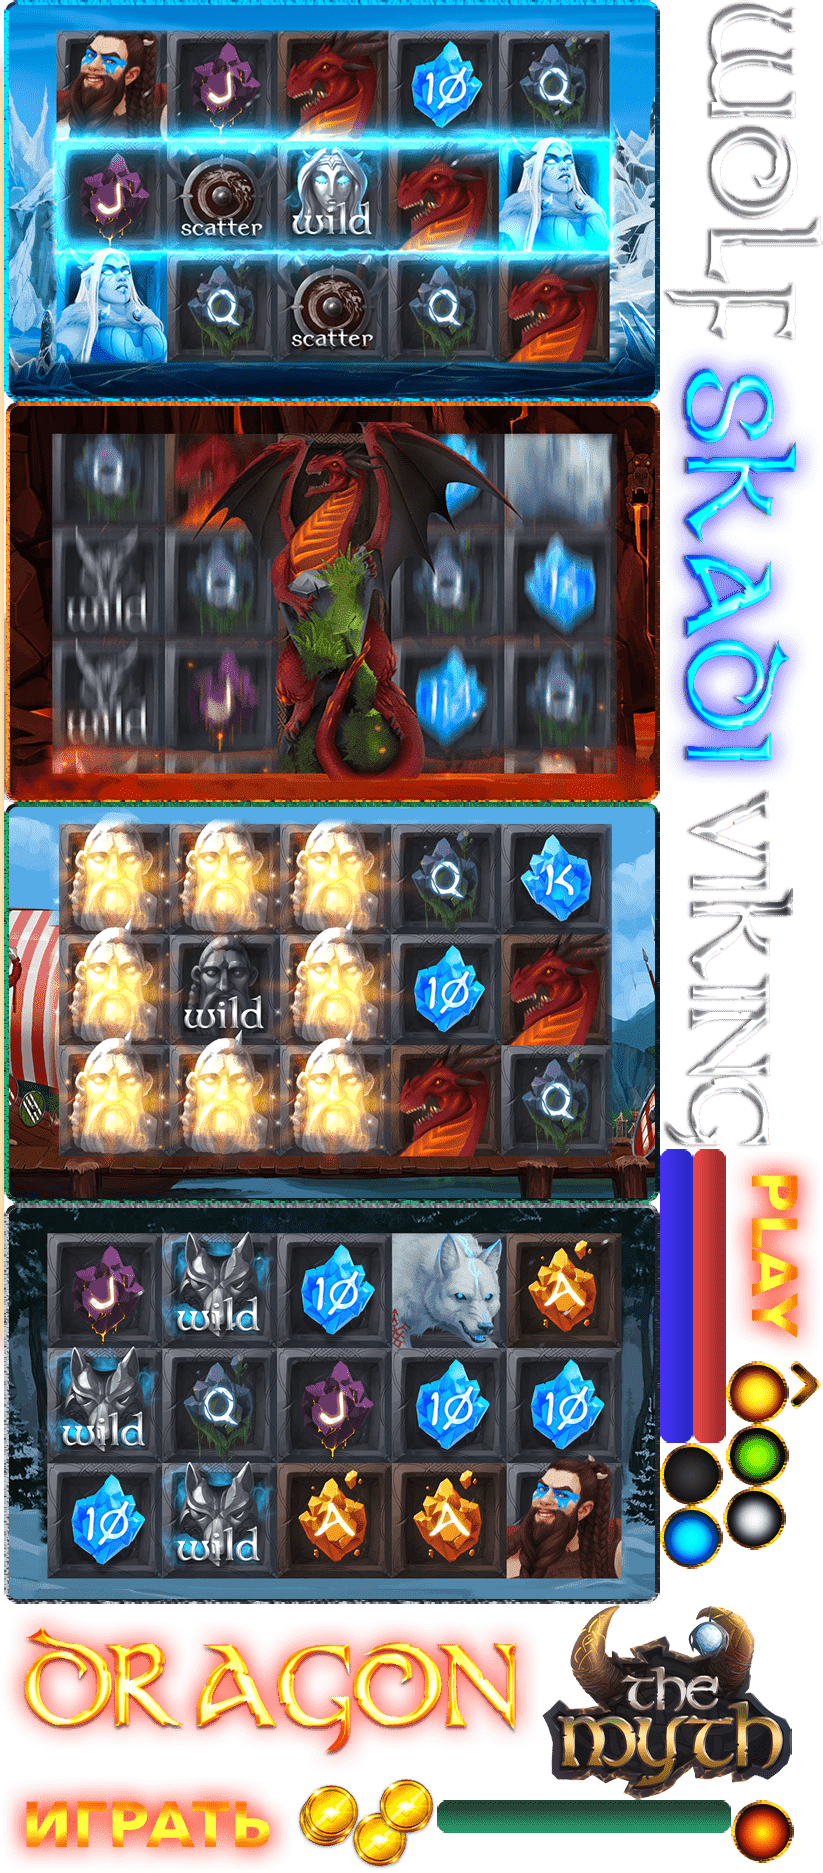 J 10 Q
J scatter wild
Q scatter Q
wild
wild J
Q K
wild 10
Q
J wild 10 A
wild Q J 10 10
10 wild A A
WOLF
SKADI
VIKING
PLAY
DRAGON
the myth
ИГРАТЬ